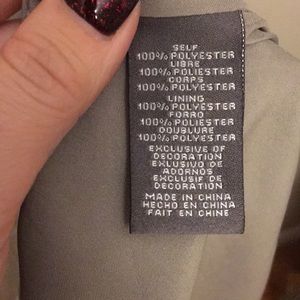 SELF
100% POLYESTER
LIBRE
100% POLIESTER
CORPS
100% POLYESTER
LINING
100% POLYESTER
FORRO
100% POLIESTER
DOUBLURE
100% POLYESTER
EXCLUSIVE OF
DECORATION
EXCLUSIVO DE
ADORNOS
EXCLUSIF DE
DECORATION
MADE IN CHINA
HECHO EN CHINA
FAIT EN CHINE